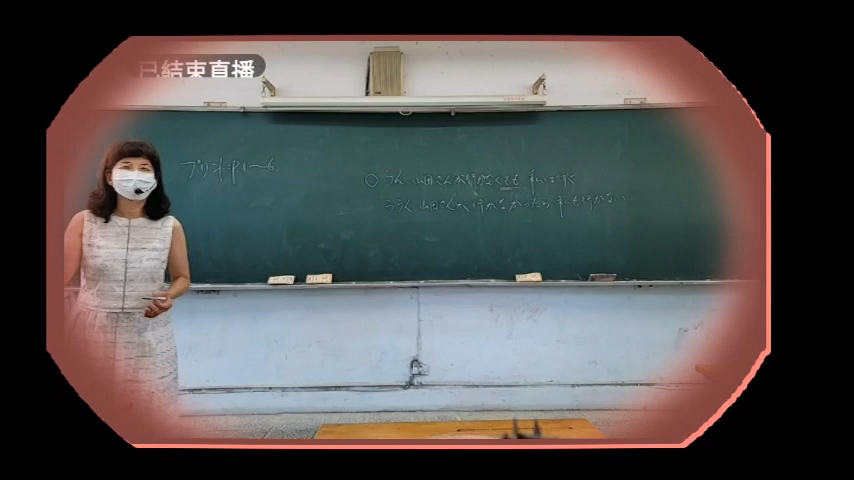 已結束直播
プリント P1〜6
○うん、山田さんが行かなくても 私は行く
ううん 山田さんが行かなかったら、私も行かない